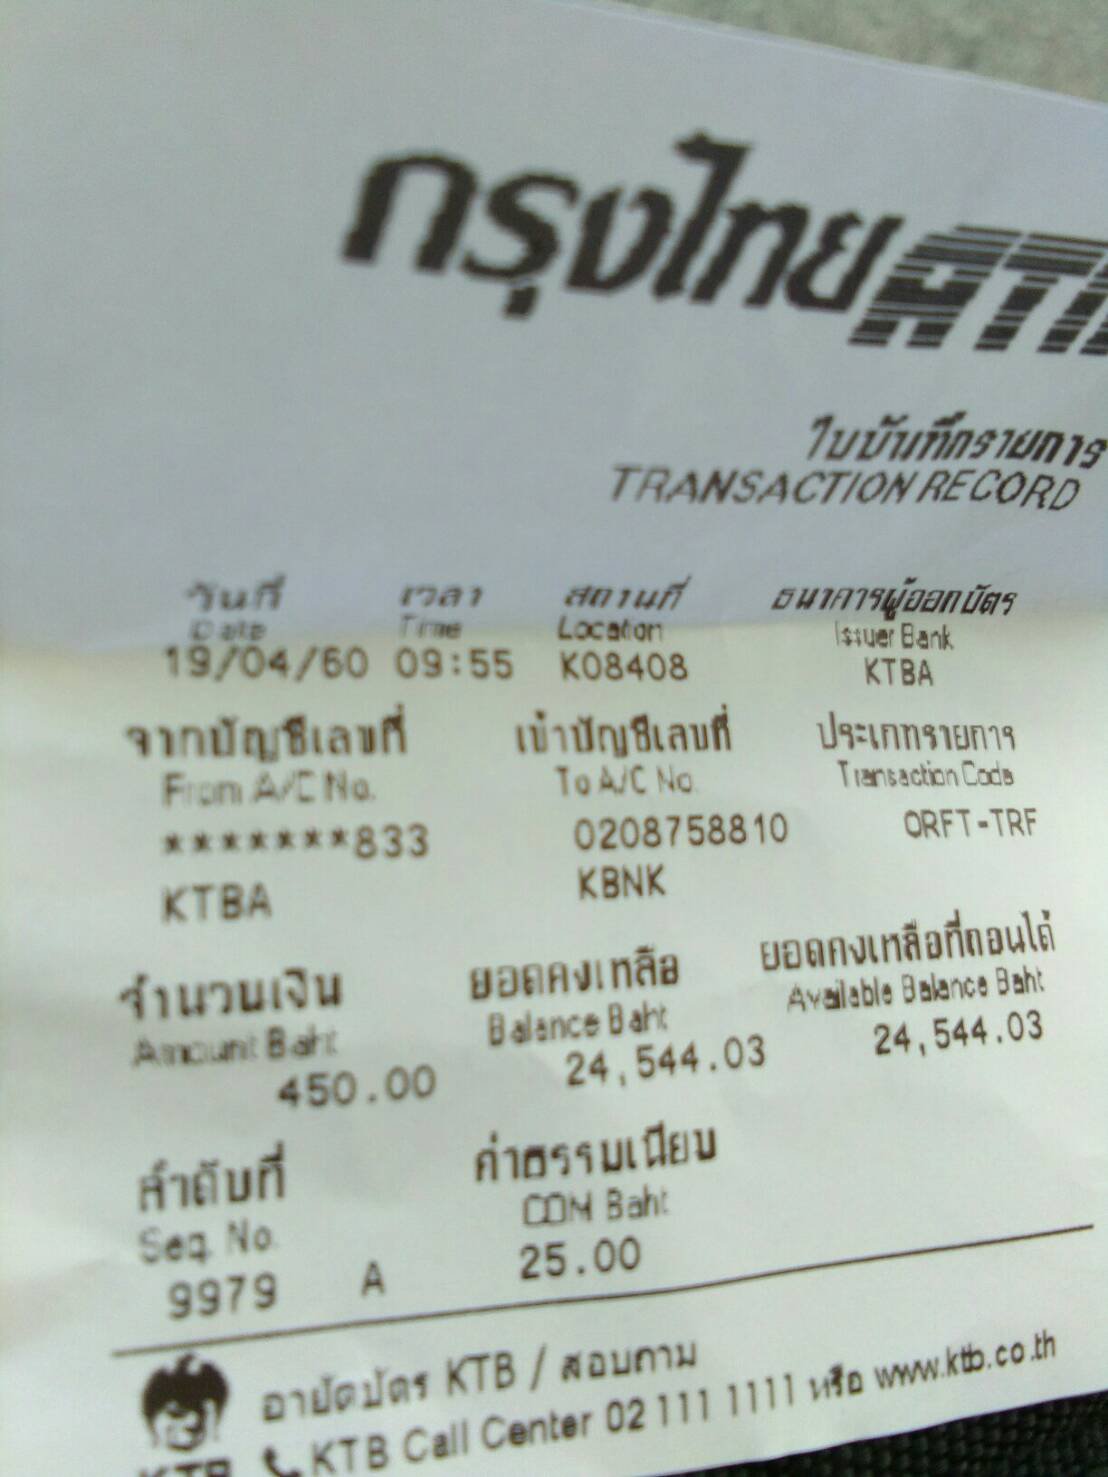 กรุงไทย ATM
ใบบันทึกรายการ
TRANSACTION RECORD
วันที่ เวลา สถานที่ ธนาคารผู้ออกบัตร
Date Time Location Issuer Bank
19/04/60 09:55 K08408 KTBA
จากบัญชีเลขที่ เข้าบัญชีเลขที่ ประเภทรายการ
From A/C No. To A/C No. Transaction Code
*******833 0208758810 ORFT-TRF
KTBA KBNK
จำนวนเงิน ยอดคงเหลือ ยอดคงเหลือที่ถอนได้
Amount Baht Balance Baht Available Balance Baht
450.00 24,544.03 24,544.03
ลำดับที่ ค่าธรรมเนียม
Seq. No. COM Baht
9979 A 25.00
อายัดบัตร KTB / สอบถาม
KTB KTB Call Center 02 111 1111 หรือ www.ktb.co.th